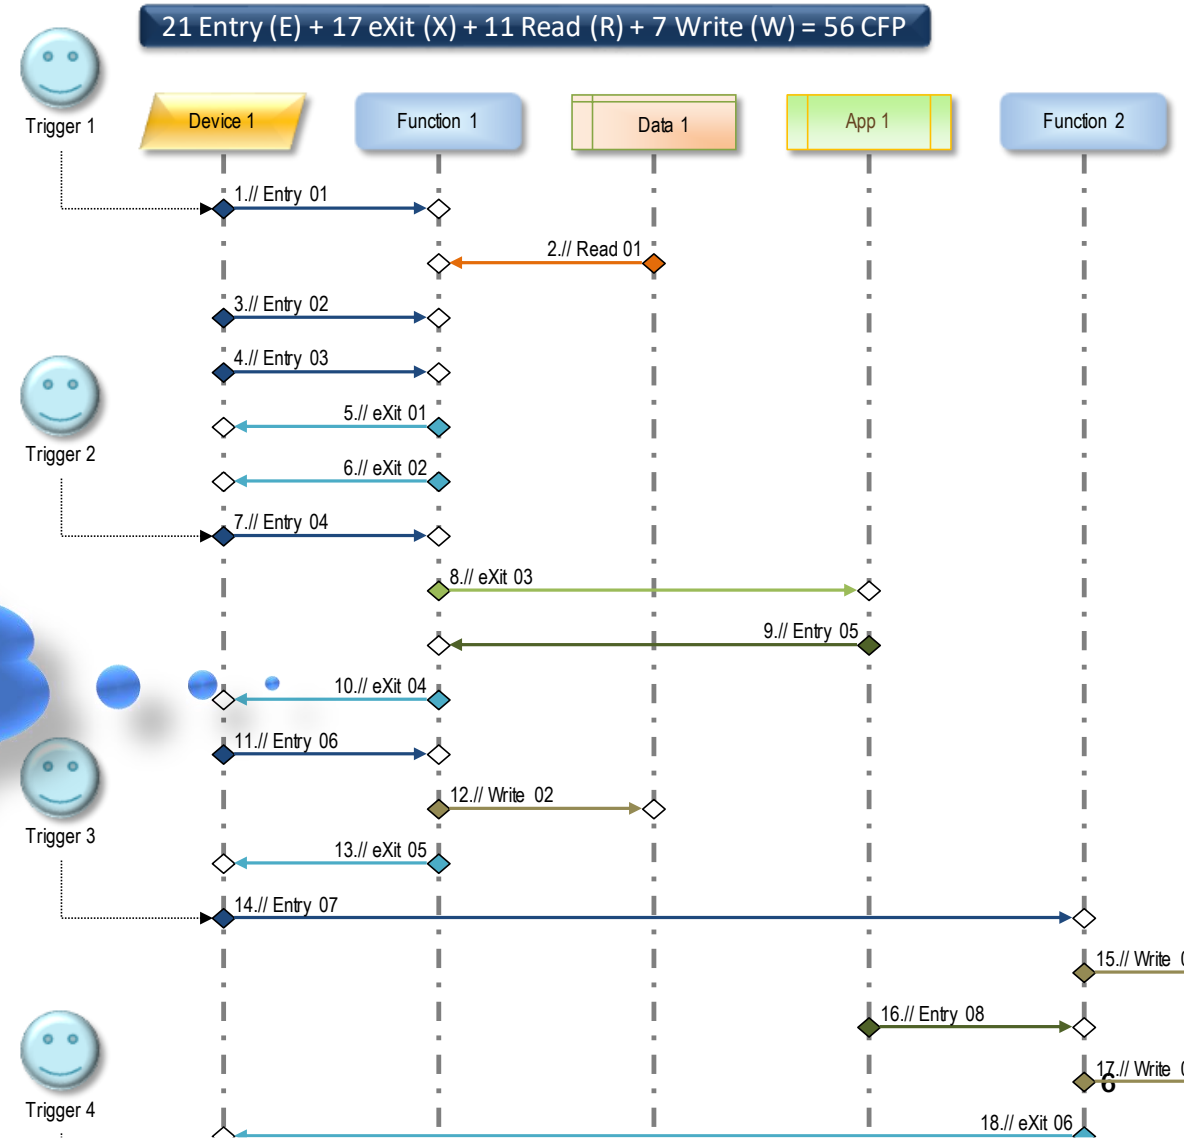 21 Entry (E) + 17 eXit (X) + 11 Read (R) + 7 Write (W) = 56 CFP
Trigger 1
Device 1
Function 1
Data 1
App 1
Function 2
1.// Entry 01
2.// Read 01
3.// Entry 02
4.// Entry 03
5.// eXit 01
Trigger 2
6.// eXit 02
7.// Entry 04
8.// eXit 03
9.// Entry 05
10.// eXit 04
11.// Entry 06
12.// Write 02
Trigger 3
13.// eXit 05
14.// Entry 07
15.// Write
16.// Entry 08
17.// Write
6
Trigger 4
18.// eXit 06